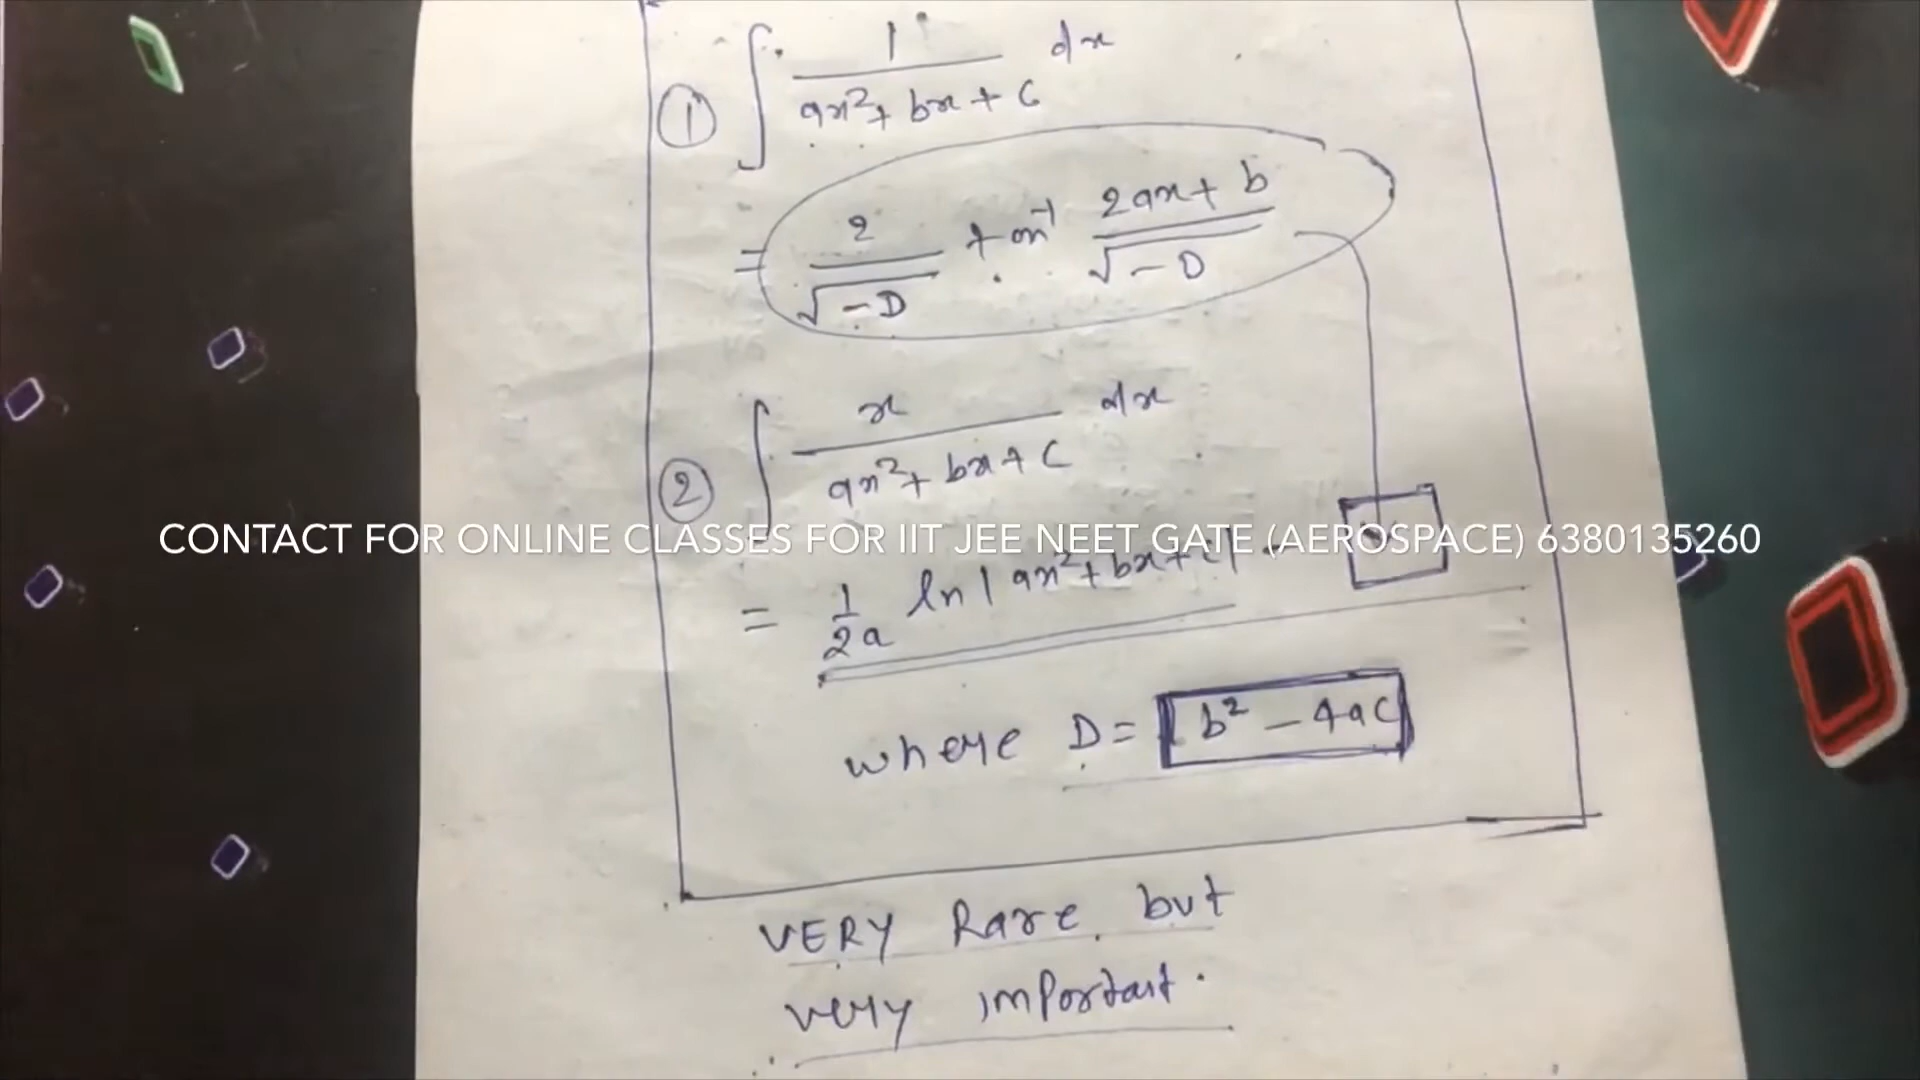 ① ∫ 1/(ax²+bx+c) dx
= 2/√-D tan⁻¹ (2ax+b)/√-D
② ∫ x/(ax²+bx+c) dx
CONTACT FOR ONLINE CLASSES FOR IIT JEE NEET GATE (AEROSPACE) 6380135260
= 1/2a ln|ax²+bx+c| -
where D = b²-4ac
VERY Rare but
very important.